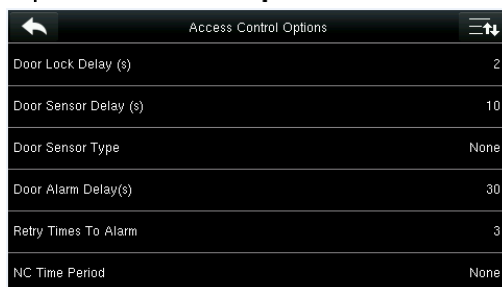 Access Control Options
Door Lock Delay (s) 2
Door Sensor Delay (s) 10
Door Sensor Type None
Door Alarm Delay(s) 30
Retry Times To Alarm 3
NC Time Period None